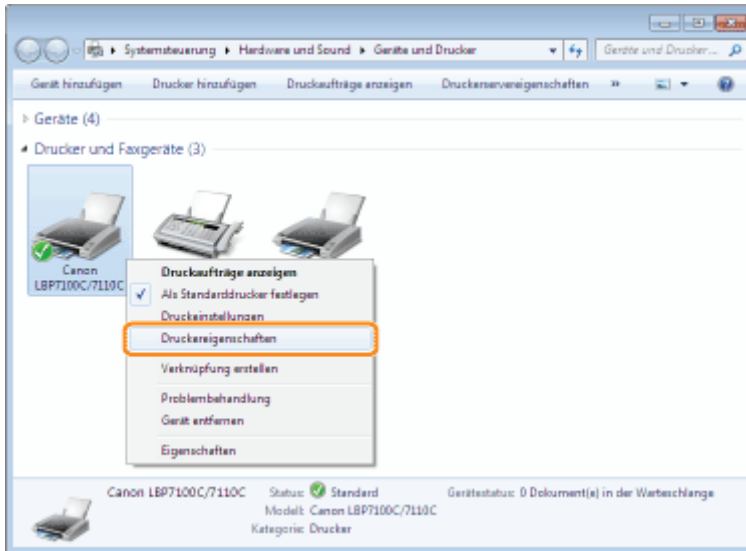 Systemsteuerung ▸ Hardware und Sound ▸ Geräte und Drucker
Geräte und Drucker...
Gerät hinzufügen Drucker hinzufügen Druckaufträge anzeigen Druckerservereigenschaften »
Geräte (4)
Drucker und Faxgeräte (3)
Canon
LBP7100C/7110C
Druckaufträge anzeigen
Als Standarddrucker festlegen
Druckeinstellungen
Druckereigenschaften
Verknüpfung erstellen
Problembehandlung
Gerät entfernen
Eigenschaften
Canon LBP7100C/7110C Status: Standard Gerätestatus: 0 Dokument(e) in der Warteschlange
Modell: Canon LBP7100C/7110C
Kategorie: Drucker